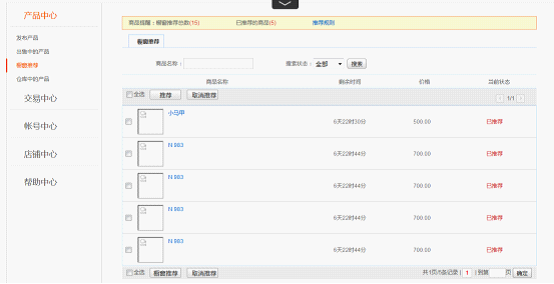 产品中心
发布产品
出售中的产品
橱窗推荐
仓库中的产品
交易中心
帐号中心
店铺中心
帮助中心
商品提醒：橱窗推荐总数(15) 已推荐的商品(5) 推荐规则
橱窗推荐
商品名称： 搜索状态： 全部 搜索
商品名称 剩余时间 价格 当前状态
全选 推荐 取消推荐 1/1
小马甲 6天22时30分 500.00 已推荐
N 993 6天22时44分 700.00 已推荐
N 993 6天22时44分 700.00 已推荐
N 993 6天22时44分 700.00 已推荐
N 993 6天22时44分 700.00 已推荐
全选 橱窗推荐 取消推荐 共1页/5条记录 | 1 | 到第 页 确定